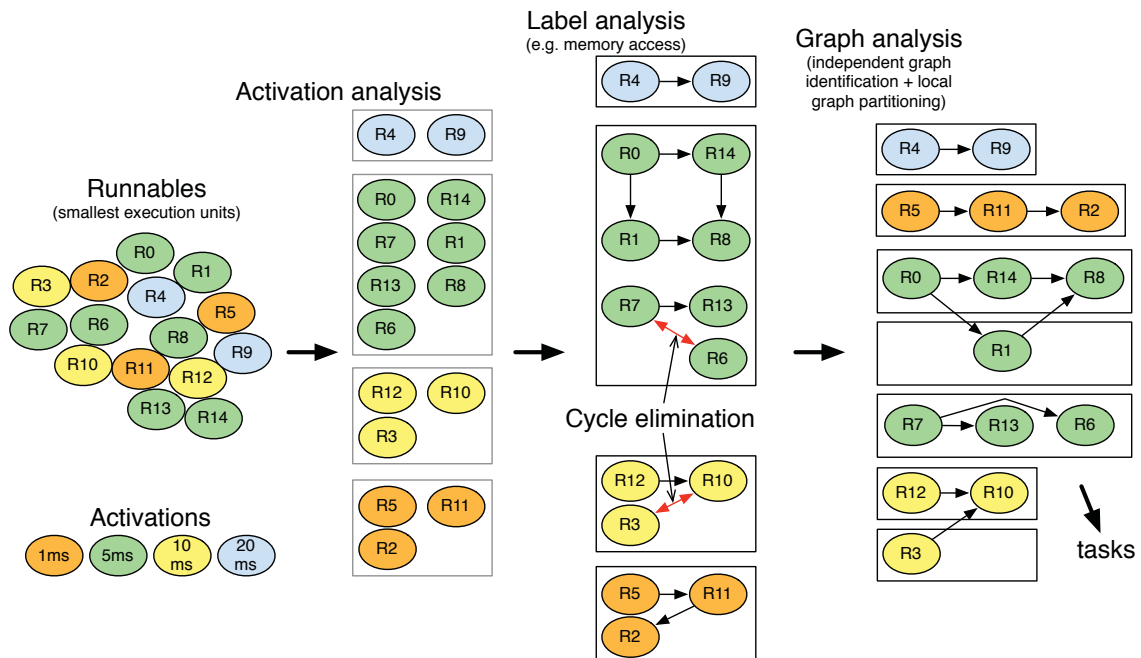 Runnables
(smallest execution units)
R0
R1
R2
R3
R4
R5
R6
R7
R8
R9
R10
R11
R12
R13
R14
Activations
1ms
5ms
10
ms
20
ms
Activation analysis
R4 R9
R0 R14
R7 R1
R13 R8
R6
R12 R10
R3
R5 R11
R2
Label analysis
(e.g. memory access)
R4 R9
R0 R14
R1 R8
R7 R13
R6
Cycle elimination
R12 R10
R3
R5 R11
R2
Graph analysis
(independent graph
identification + local
graph partitioning)
R4 R9
R5 R11 R2
R0 R14 R8
R1
R7 R13 R6
R12 R10
R3
tasks